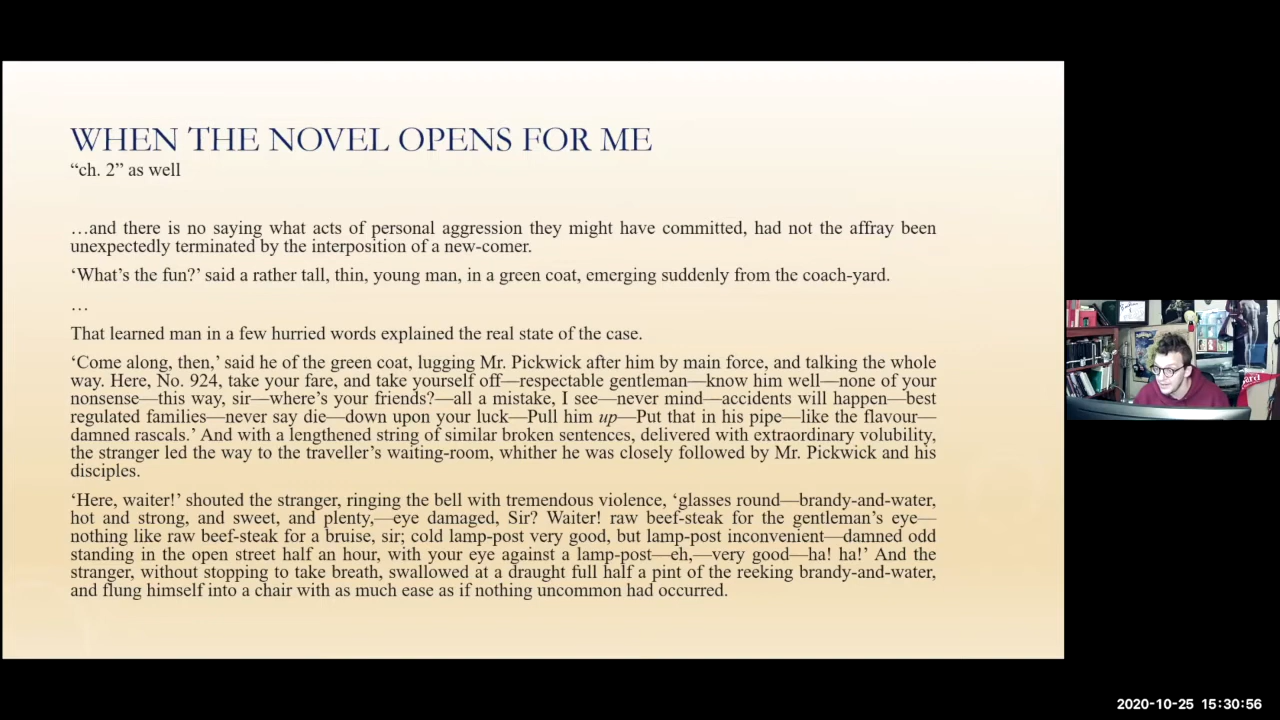 WHEN THE NOVEL OPENS FOR ME
“ch. 2” as well
…and there is no saying what acts of personal aggression they might have committed, had not the affray been
unexpectedly terminated by the interposition of a new-comer.
‘What’s the fun?’ said a rather tall, thin, young man, in a green coat, emerging suddenly from the coach-yard.
…
That learned man in a few hurried words explained the real state of the case.
‘Come along, then,’ said he of the green coat, lugging Mr. Pickwick after him by main force, and talking the whole
way. Here, No. 924, take your fare, and take yourself off—respectable gentleman—know him well—none of your
nonsense—this way, sir—where’s your friends?—all a mistake, I see—never mind—accidents will happen—best
regulated families—never say die—down upon your luck—Pull him up—Put that in his pipe—like the flavour—
damned rascals.’ And with a lengthened string of similar broken sentences, delivered with extraordinary volubility,
the stranger led the way to the traveller’s waiting-room, whither he was closely followed by Mr. Pickwick and his
disciples.
‘Here, waiter!’ shouted the stranger, ringing the bell with tremendous violence, ‘glasses round—brandy-and-water,
hot and strong, and sweet, and plenty,—eye damaged, Sir? Waiter! raw beef-steak for the gentleman’s eye—
nothing like raw beef-steak for a bruise, sir; cold lamp-post very good, but lamp-post inconvenient—damned odd
standing in the open street half an hour, with your eye against a lamp-post—eh,—very good—ha! ha!’ And the
stranger, without stopping to take breath, swallowed at a draught full half a pint of the reeking brandy-and-water,
and flung himself into a chair with as much ease as if nothing uncommon had occurred.
2020-10-25 15:30:56